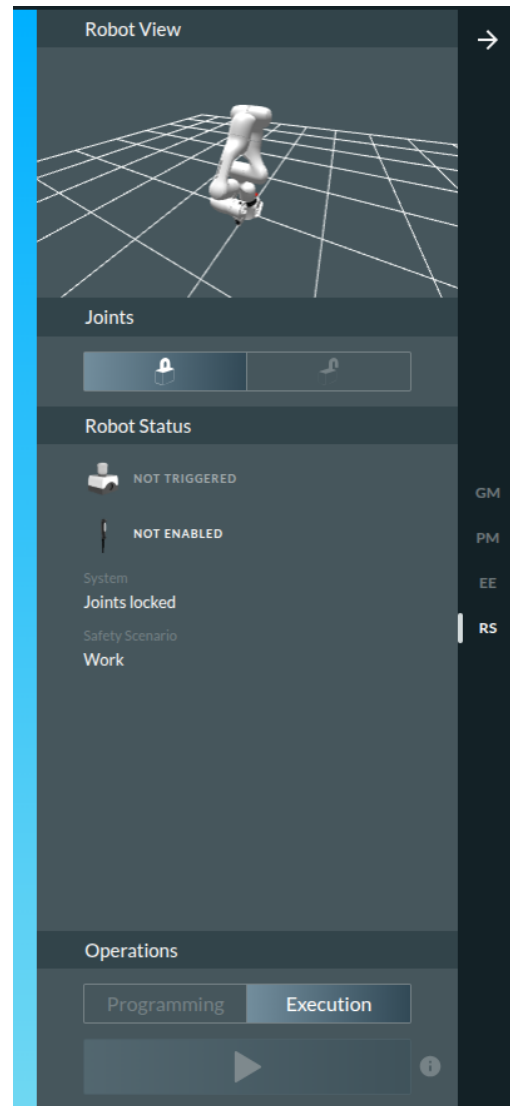 Robot View
Joints
Robot Status
NOT TRIGGERED
NOT ENABLED
System
Joints locked
Safety Scenario
Work
GM
PM
EE
RS
Operations
Programming
Execution